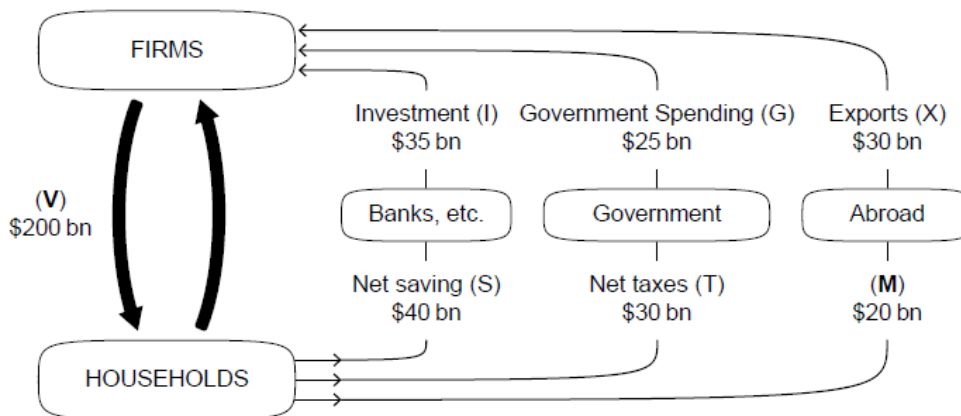 FIRMS
Investment (I)
$35 bn
Government Spending (G)
$25 bn
Exports (X)
$30 bn
(V)
$200 bn
Banks, etc.
Government
Abroad
Net saving (S)
$40 bn
Net taxes (T)
$30 bn
(M)
$20 bn
HOUSEHOLDS